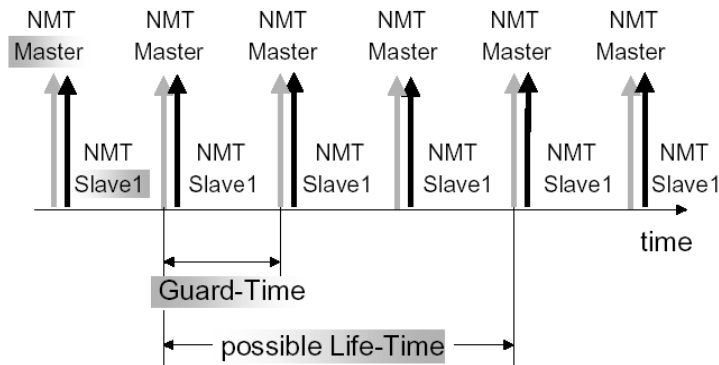 NMT NMT NMT NMT NMT NMT
Master Master Master Master Master Master
NMT NMT NMT NMT NMT NMT
Slave1 Slave1 Slave1 Slave1 Slave1 Slave1
time
Guard-Time
possible Life-Time